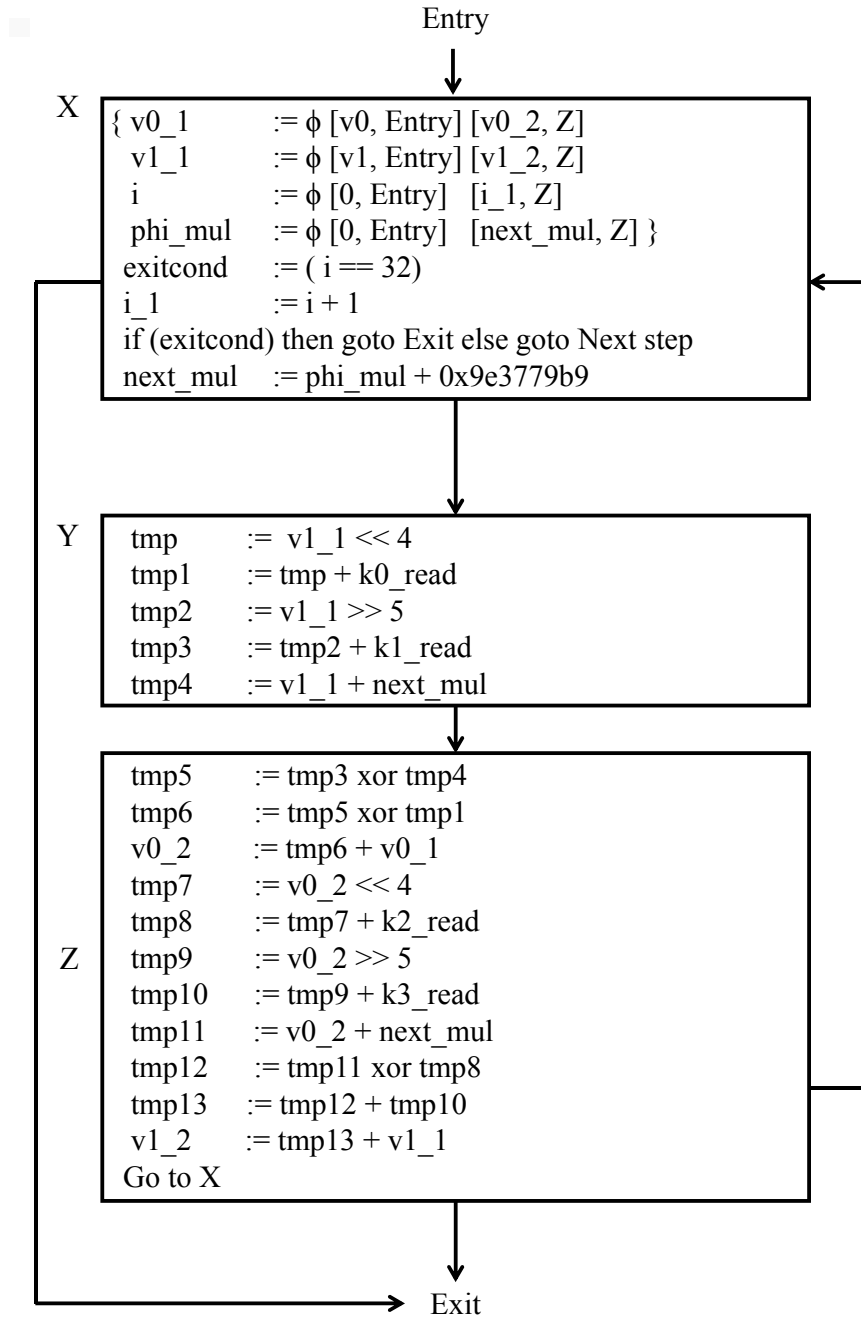 Entry
X
{ v0_1 := ϕ [v0, Entry] [v0_2, Z]
v1_1 := ϕ [v1, Entry] [v1_2, Z]
i := ϕ [0, Entry] [i_1, Z]
phi_mul := ϕ [0, Entry] [next_mul, Z] }
exitcond := ( i == 32)
i_1 := i + 1
if (exitcond) then goto Exit else goto Next step
next_mul := phi_mul + 0x9e3779b9
Y
tmp := v1_1 << 4
tmp1 := tmp + k0_read
tmp2 := v1_1 >> 5
tmp3 := tmp2 + k1_read
tmp4 := v1_1 + next_mul
Z
tmp5 := tmp3 xor tmp4
tmp6 := tmp5 xor tmp1
v0_2 := tmp6 + v0_1
tmp7 := v0_2 << 4
tmp8 := tmp7 + k2_read
tmp9 := v0_2 >> 5
tmp10 := tmp9 + k3_read
tmp11 := v0_2 + next_mul
tmp12 := tmp11 xor tmp8
tmp13 := tmp12 + tmp10
v1_2 := tmp13 + v1_1
Go to X
Exit